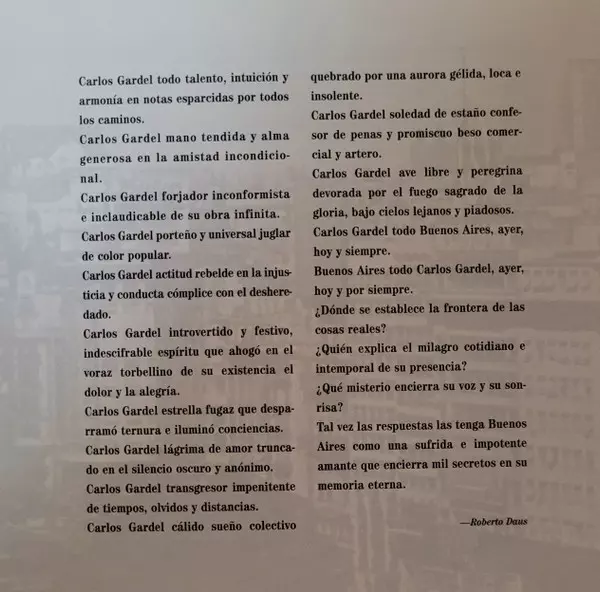 Carlos Gardel todo talento, intuición y
armonía en notas esparcidas por todos
los caminos.
Carlos Gardel mano tendida y alma
generosa en la amistad incondicio-
nal.
Carlos Gardel forjador inconformista
e inclaudicable de su obra infinita.
Carlos Gardel porteño y universal juglar
de color popular.
Carlos Gardel actitud rebelde en la injus-
ticia y conducta cómplice con el deshere-
dado.
Carlos Gardel introvertido y festivo,
indescifrable espíritu que ahogó en el
voraz torbellino de su existencia el
dolor y la alegría.
Carlos Gardel estrella fugaz que despa-
rramó ternura e iluminó conciencias.
Carlos Gardel lágrima de amor trunca-
do en el silencio oscuro y anónimo.
Carlos Gardel transgresor impenitente
de tiempos, olvidos y distancias.
Carlos Gardel cálido sueño colectivo
quebrado por una aurora gélida, loca e
insolente.
Carlos Gardel soledad de estaño confe-
sor de penas y promiscuo beso comer-
cial y artero.
Carlos Gardel ave libre y peregrina
devorada por el fuego sagrado de la
gloria, bajo cielos lejanos y piadosos.
Carlos Gardel todo Buenos Aires, ayer,
hoy y siempre.
Buenos Aires todo Carlos Gardel, ayer,
hoy y por siempre.
¿Dónde se establece la frontera de las
cosas reales?
¿Quién explica el milagro cotidiano e
intemporal de su presencia?
¿Qué misterio encierra su voz y su son-
risa?
Tal vez las respuestas las tenga Buenos
Aires como una sufrida e impotente
amante que encierra mil secretos en su
memoria eterna.
—Roberto Daus